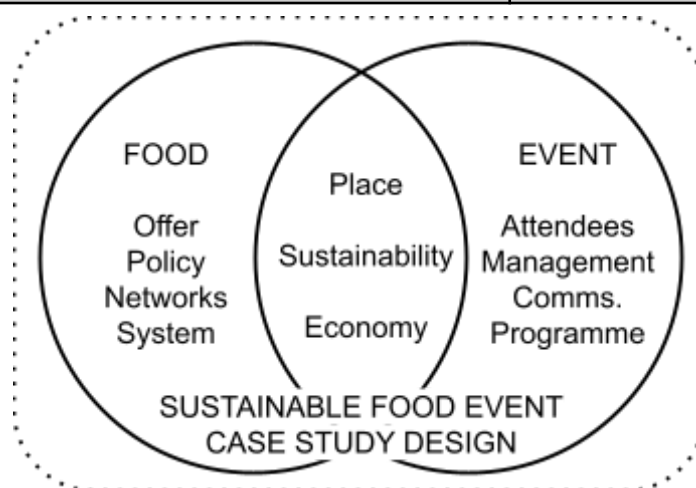 FOOD
Offer
Policy
Networks
System
Place
Sustainability
Economy
EVENT
Attendees
Management
Comms.
Programme
SUSTAINABLE FOOD EVENT
CASE STUDY DESIGN